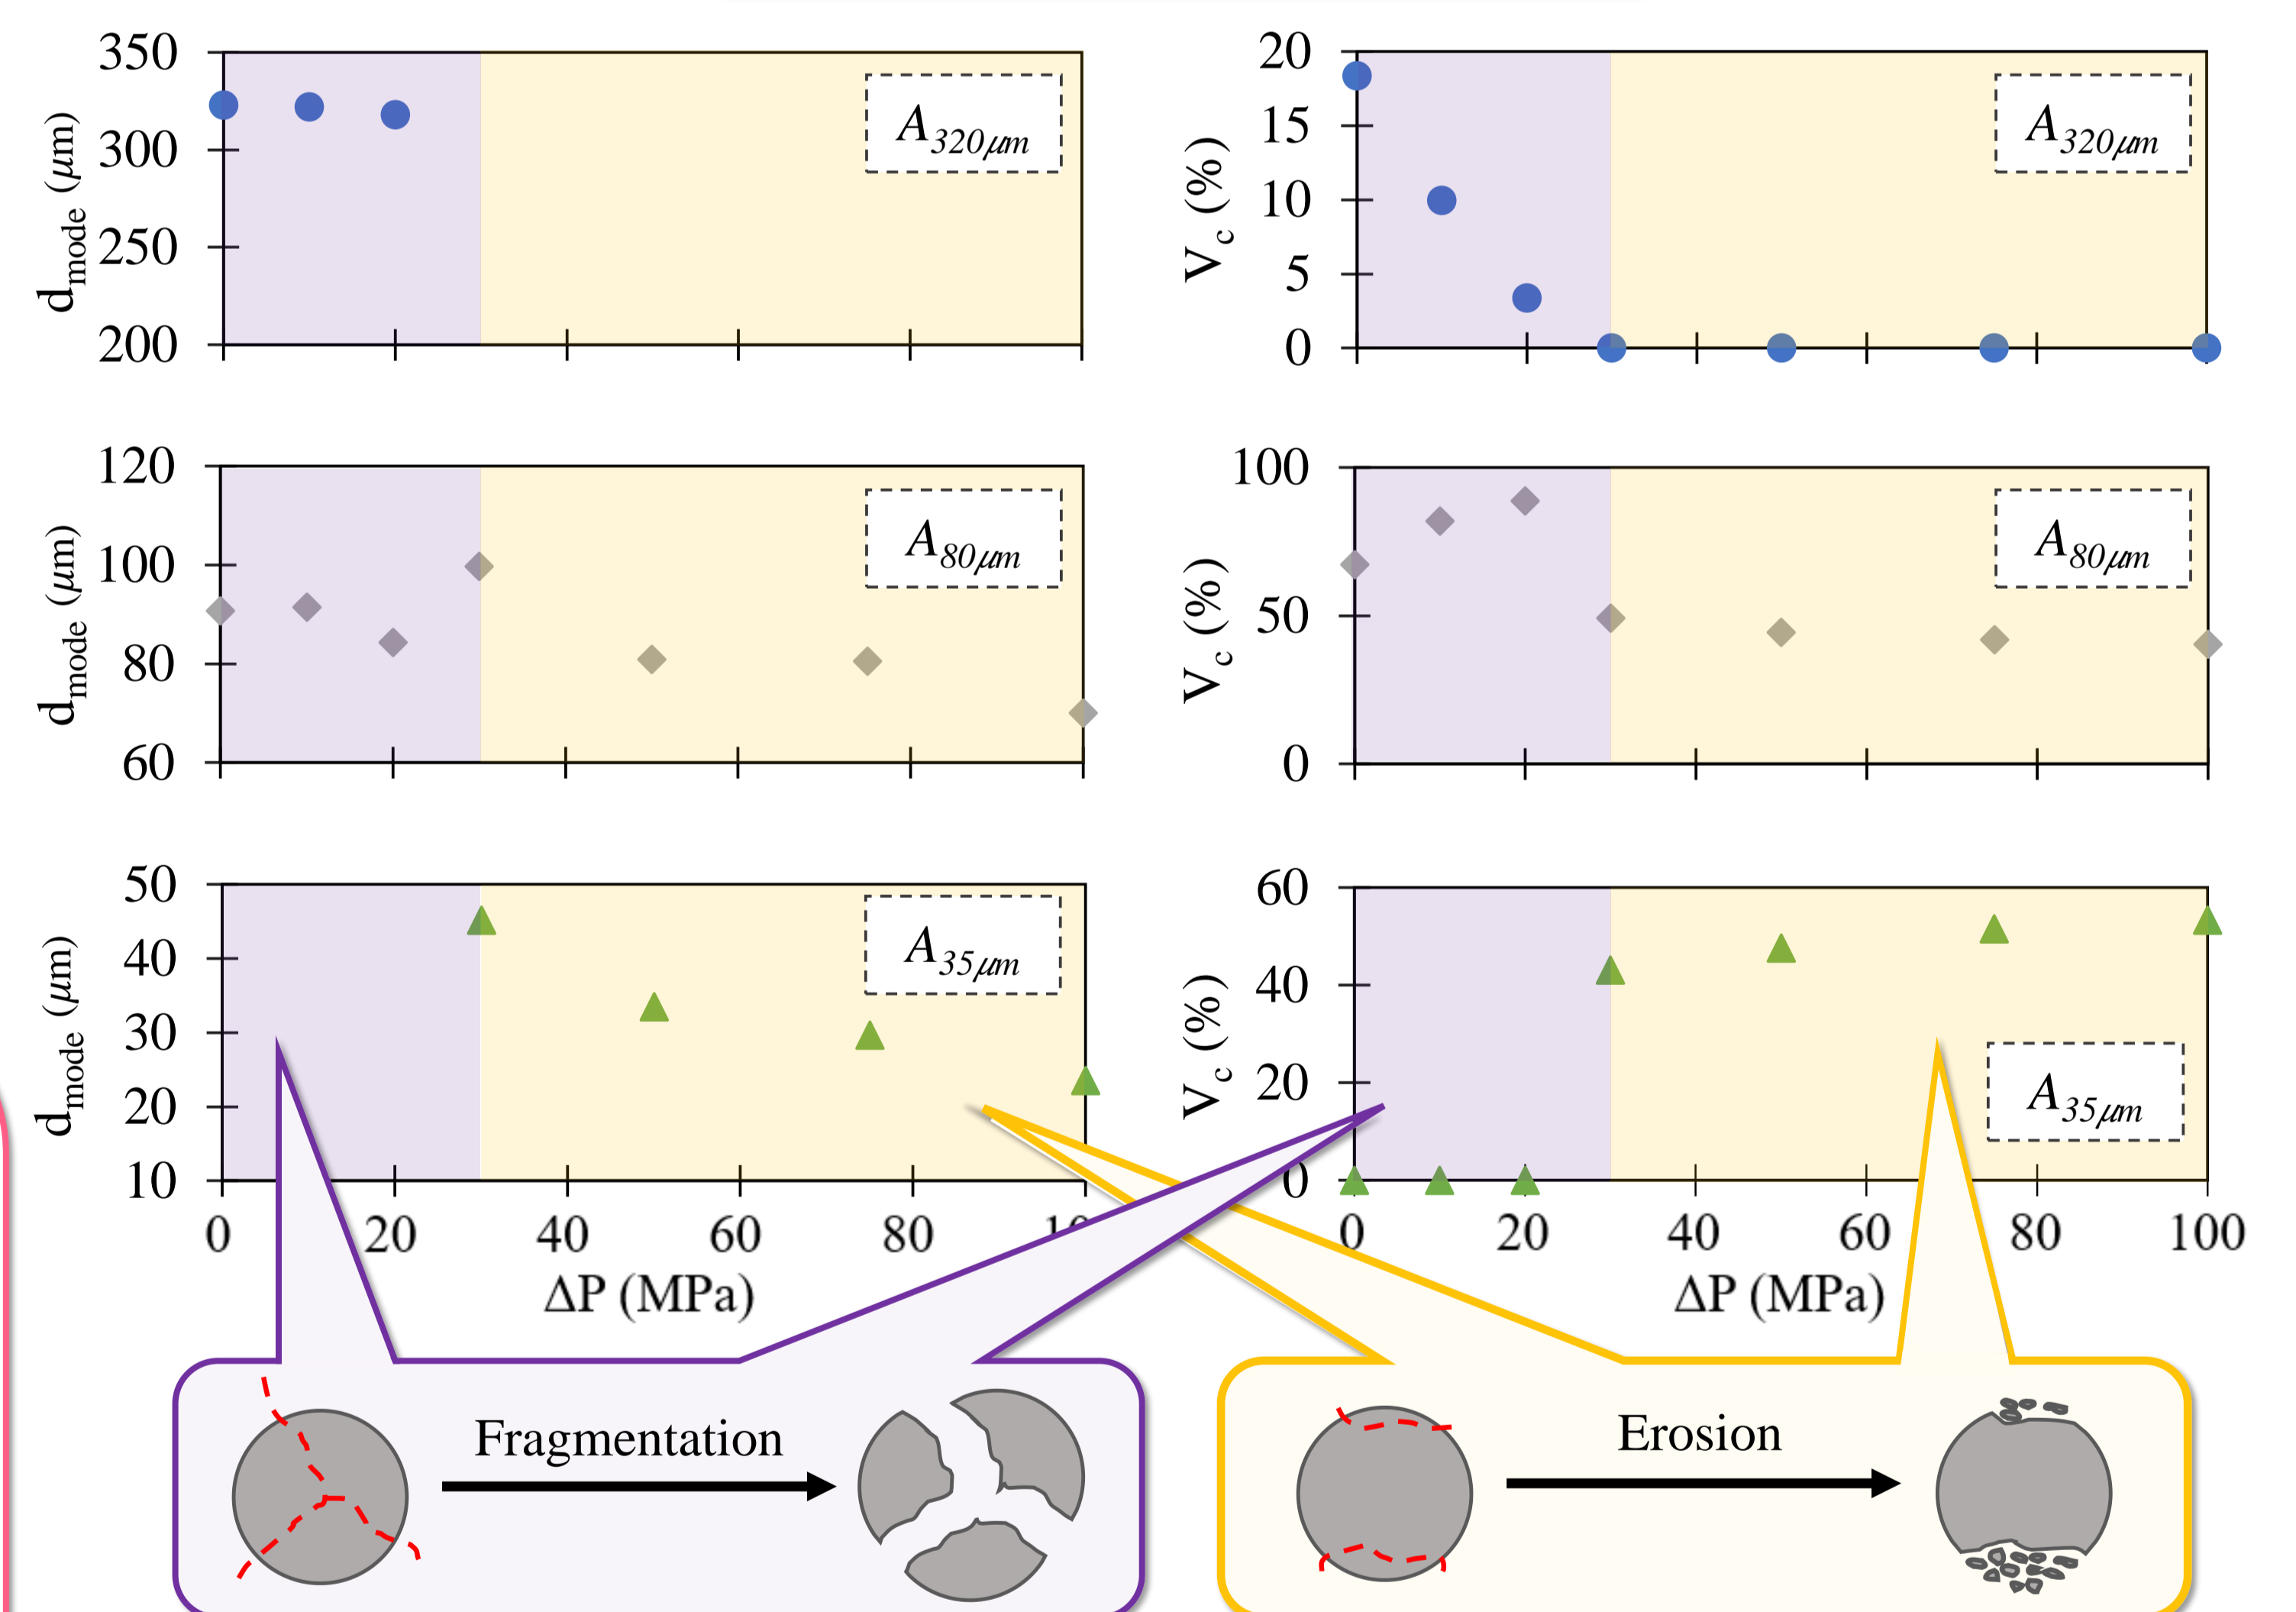 350
300
250
200
d_mode (μm)
A_320μm
20
15
10
5
0
V_c (%)
A_320μm
120
100
80
60
d_mode (μm)
A_80μm
100
50
0
V_c (%)
A_80μm
50
40
30
20
10
d_mode (μm)
A_35μm
0 20 40 60 80
ΔP (MPa)
60
40
20
0
V_c (%)
A_35μm
0 20 40 60 80 100
ΔP (MPa)
Fragmentation
Erosion